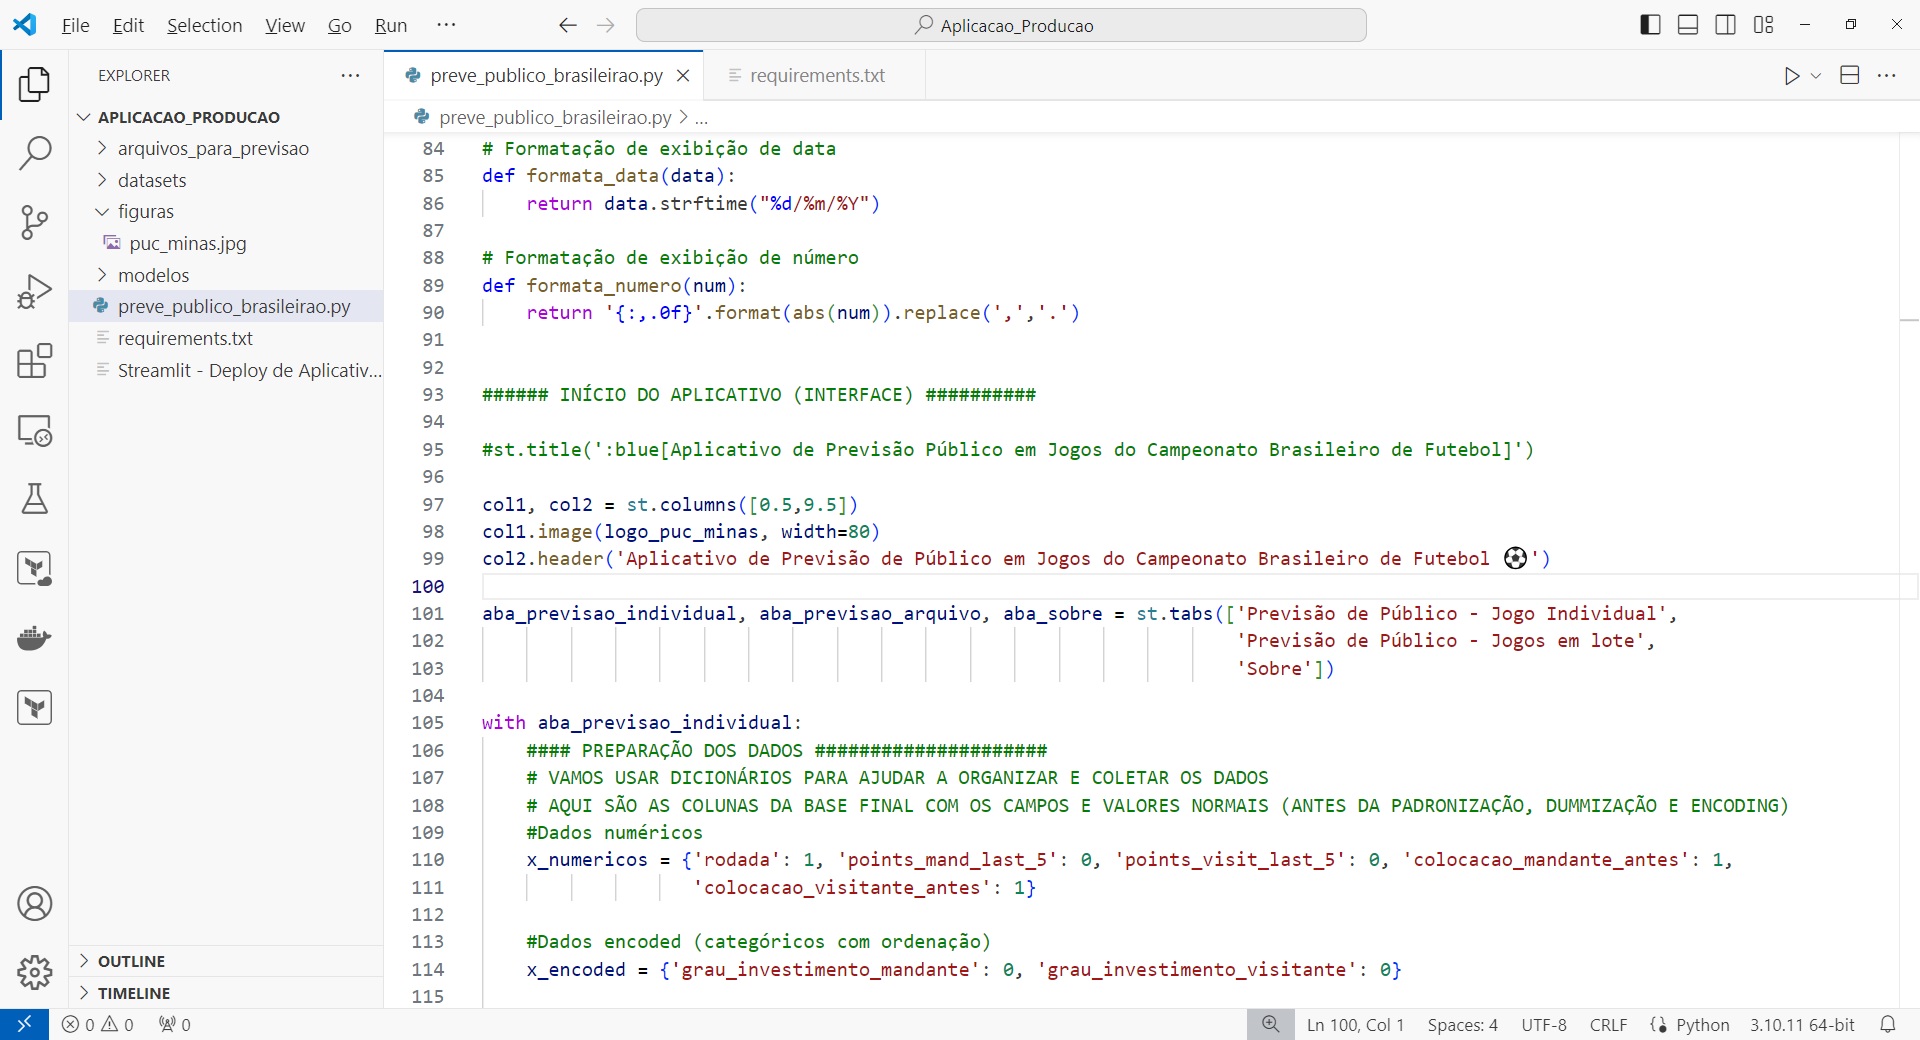 File Edit Selection View Go Run ···
Aplicacao_Producao
EXPLORER
APLICACAO_PRODUCAO
arquivos_para_previsao
datasets
figuras
puc_minas.jpg
modelos
preve_publico_brasileirao.py
requirements.txt
Streamlit - Deploy de Aplicativ...
OUTLINE
TIMELINE
preve_publico_brasileirao.py
requirements.txt
preve_publico_brasileirao.py > ...
84 # Formatação de exibição de data
85 def formata_data(data):
86     return data.strftime("%d/%m/%Y")
87
88 # Formatação de exibição de número
89 def formata_numero(num):
90     return '{:,.0f}'.format(abs(num)).replace(',','.')
91
92
93 ###### INÍCIO DO APLICATIVO (INTERFACE) ##########
94
95 #st.title(':blue[Aplicativo de Previsão Público em Jogos do Campeonato Brasileiro de Futebol]')
96
97 col1, col2 = st.columns([0.5,9.5])
98 col1.image(logo_puc_minas, width=80)
99 col2.header('Aplicativo de Previsão de Público em Jogos do Campeonato Brasileiro de Futebol ⚽')
100
101 aba_previsao_individual, aba_previsao_arquivo, aba_sobre = st.tabs(['Previsão de Público - Jogo Individual',
102 'Previsão de Público - Jogos em lote',
103 'Sobre'])
104
105 with aba_previsao_individual:
106     #### PREPARAÇÃO DOS DADOS #####################
107     # VAMOS USAR DICIONÁRIOS PARA AJUDAR A ORGANIZAR E COLETAR OS DADOS
108     # AQUI SÃO AS COLUNAS DA BASE FINAL COM OS CAMPOS E VALORES NORMAIS (ANTES DA PADRONIZAÇÃO, DUMMIZAÇÃO E ENCODING)
109     #Dados numéricos
110     x_numericos = {'rodada': 1, 'points_mand_last_5': 0, 'points_visit_last_5': 0, 'colocacao_mandante_antes': 1,
111                    'colocacao_visitante_antes': 1}
112
113     #Dados encoded (categóricos com ordenação)
114     x_encoded = {'grau_investimento_mandante': 0, 'grau_investimento_visitante': 0}
115
0 0 0 Ln 100, Col 1 Spaces: 4 UTF-8 CRLF Python 3.10.11 64-bit